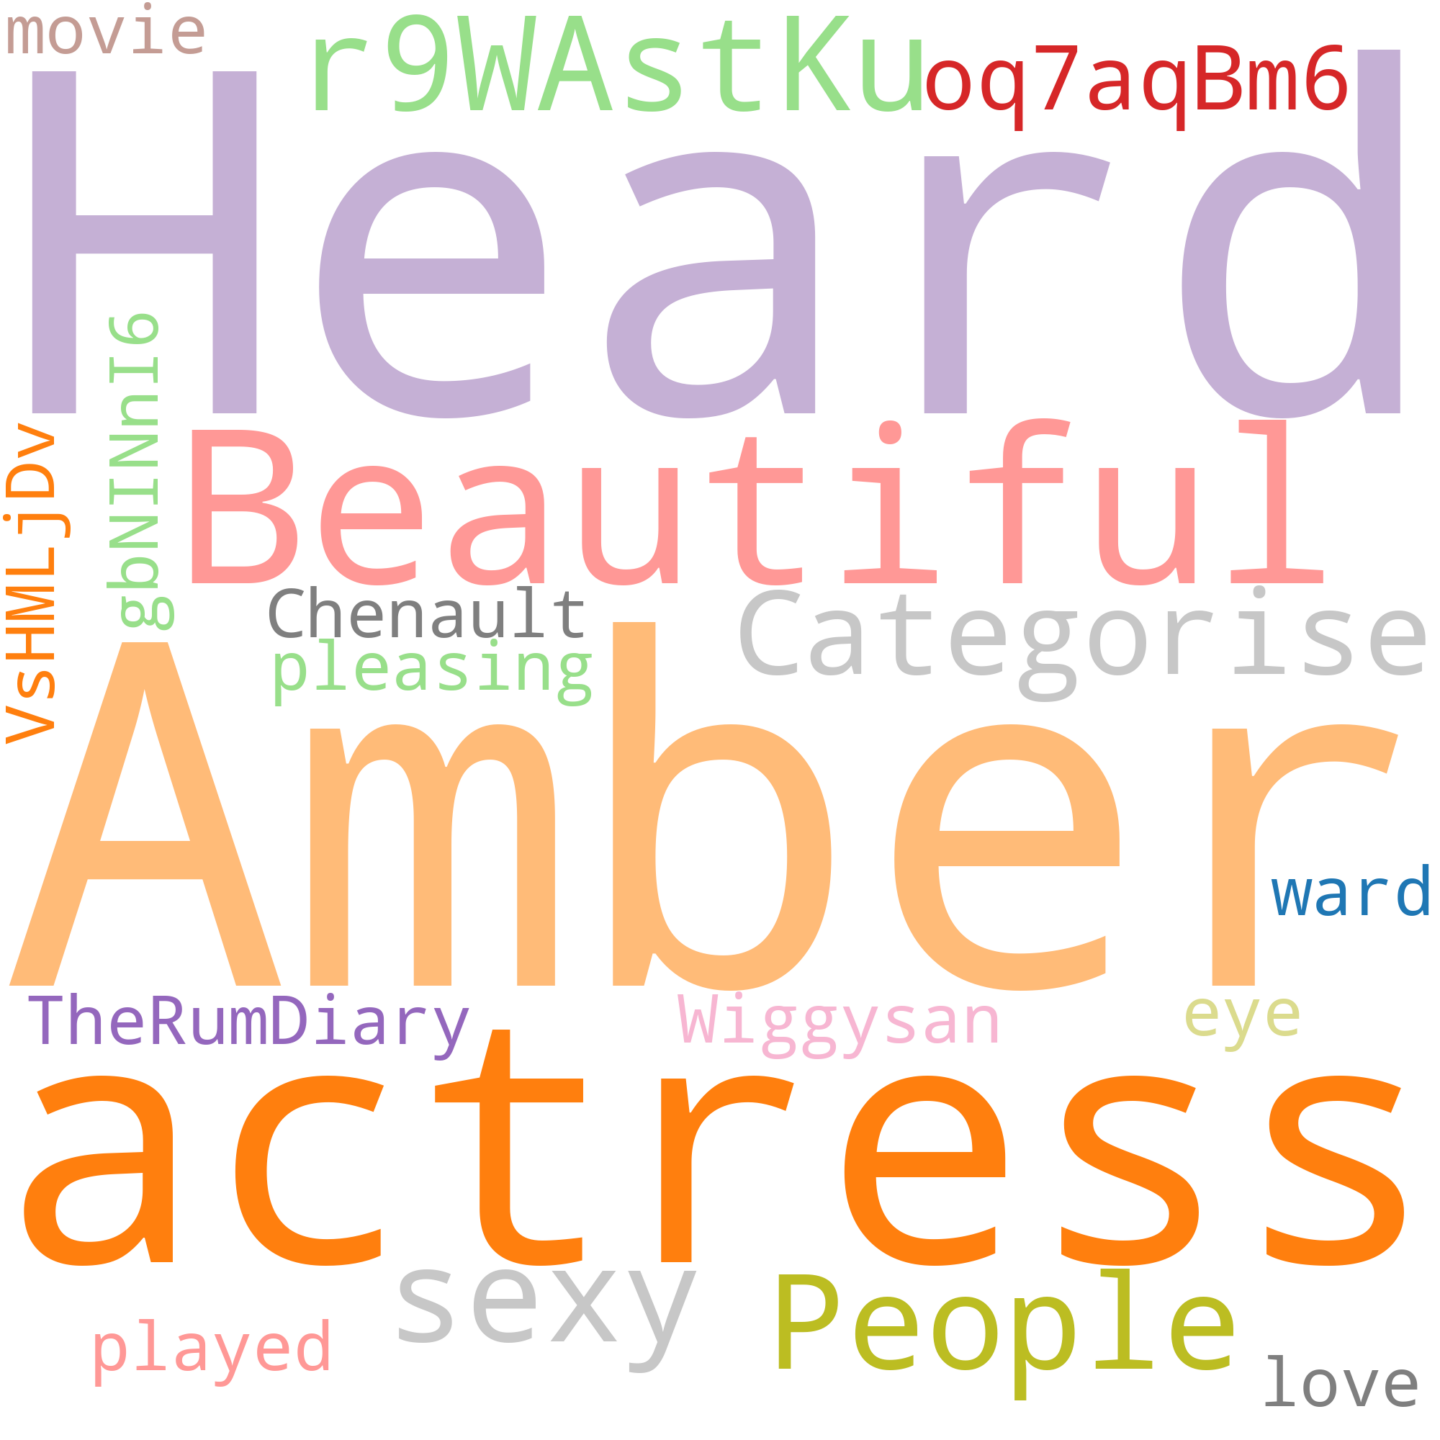 movie
r9WAstKu
oq7aqBm6
Heard
gbNINnI6
VsHMLjDv
Beautiful
Chenault
Categorise
pleasing
Amber
ward
TheRumDiary
Wiggysan
eye
actress
sexy
People
played
love